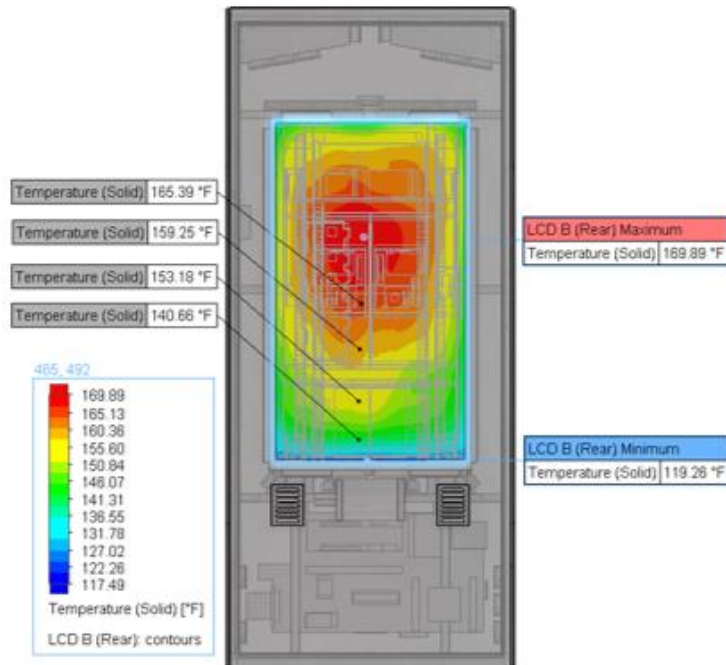 Temperature (Solid) 165.39 °F
Temperature (Solid) 159.25 °F
Temperature (Solid) 153.18 °F
Temperature (Solid) 140.66 °F
LCD B (Rear) Maximum
Temperature (Solid) 169.89 °F
LCD B (Rear) Minimum
Temperature (Solid) 119.26 °F
465, 492
169.89
165.13
160.36
155.60
150.84
146.07
141.31
136.55
131.78
127.02
122.26
117.49
Temperature (Solid) [°F]
LCD B (Rear): contours